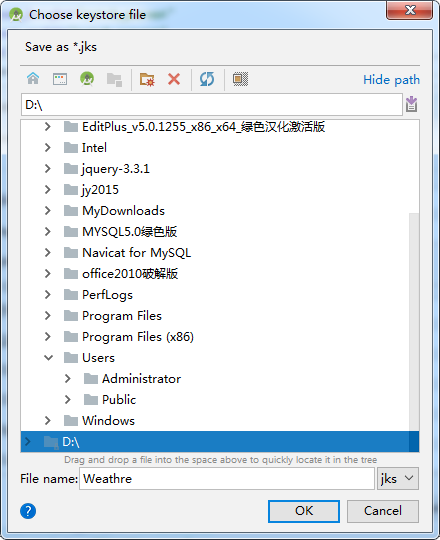 Choose keystore file
Save as *.jks
Hide path
D:\
EditPlus_v5.0.1255_x86_x64_绿色汉化激活版
Intel
jquery-3.3.1
jy2015
MyDownloads
MYSQL5.0绿色版
Navicat for MySQL
office2010破解版
PerfLogs
Program Files
Program Files (x86)
Users
Administrator
Public
Windows
D:\
Drag and drop a file into the space above to quickly locate it in the tree
File name: Weathre jks
? OK Cancel